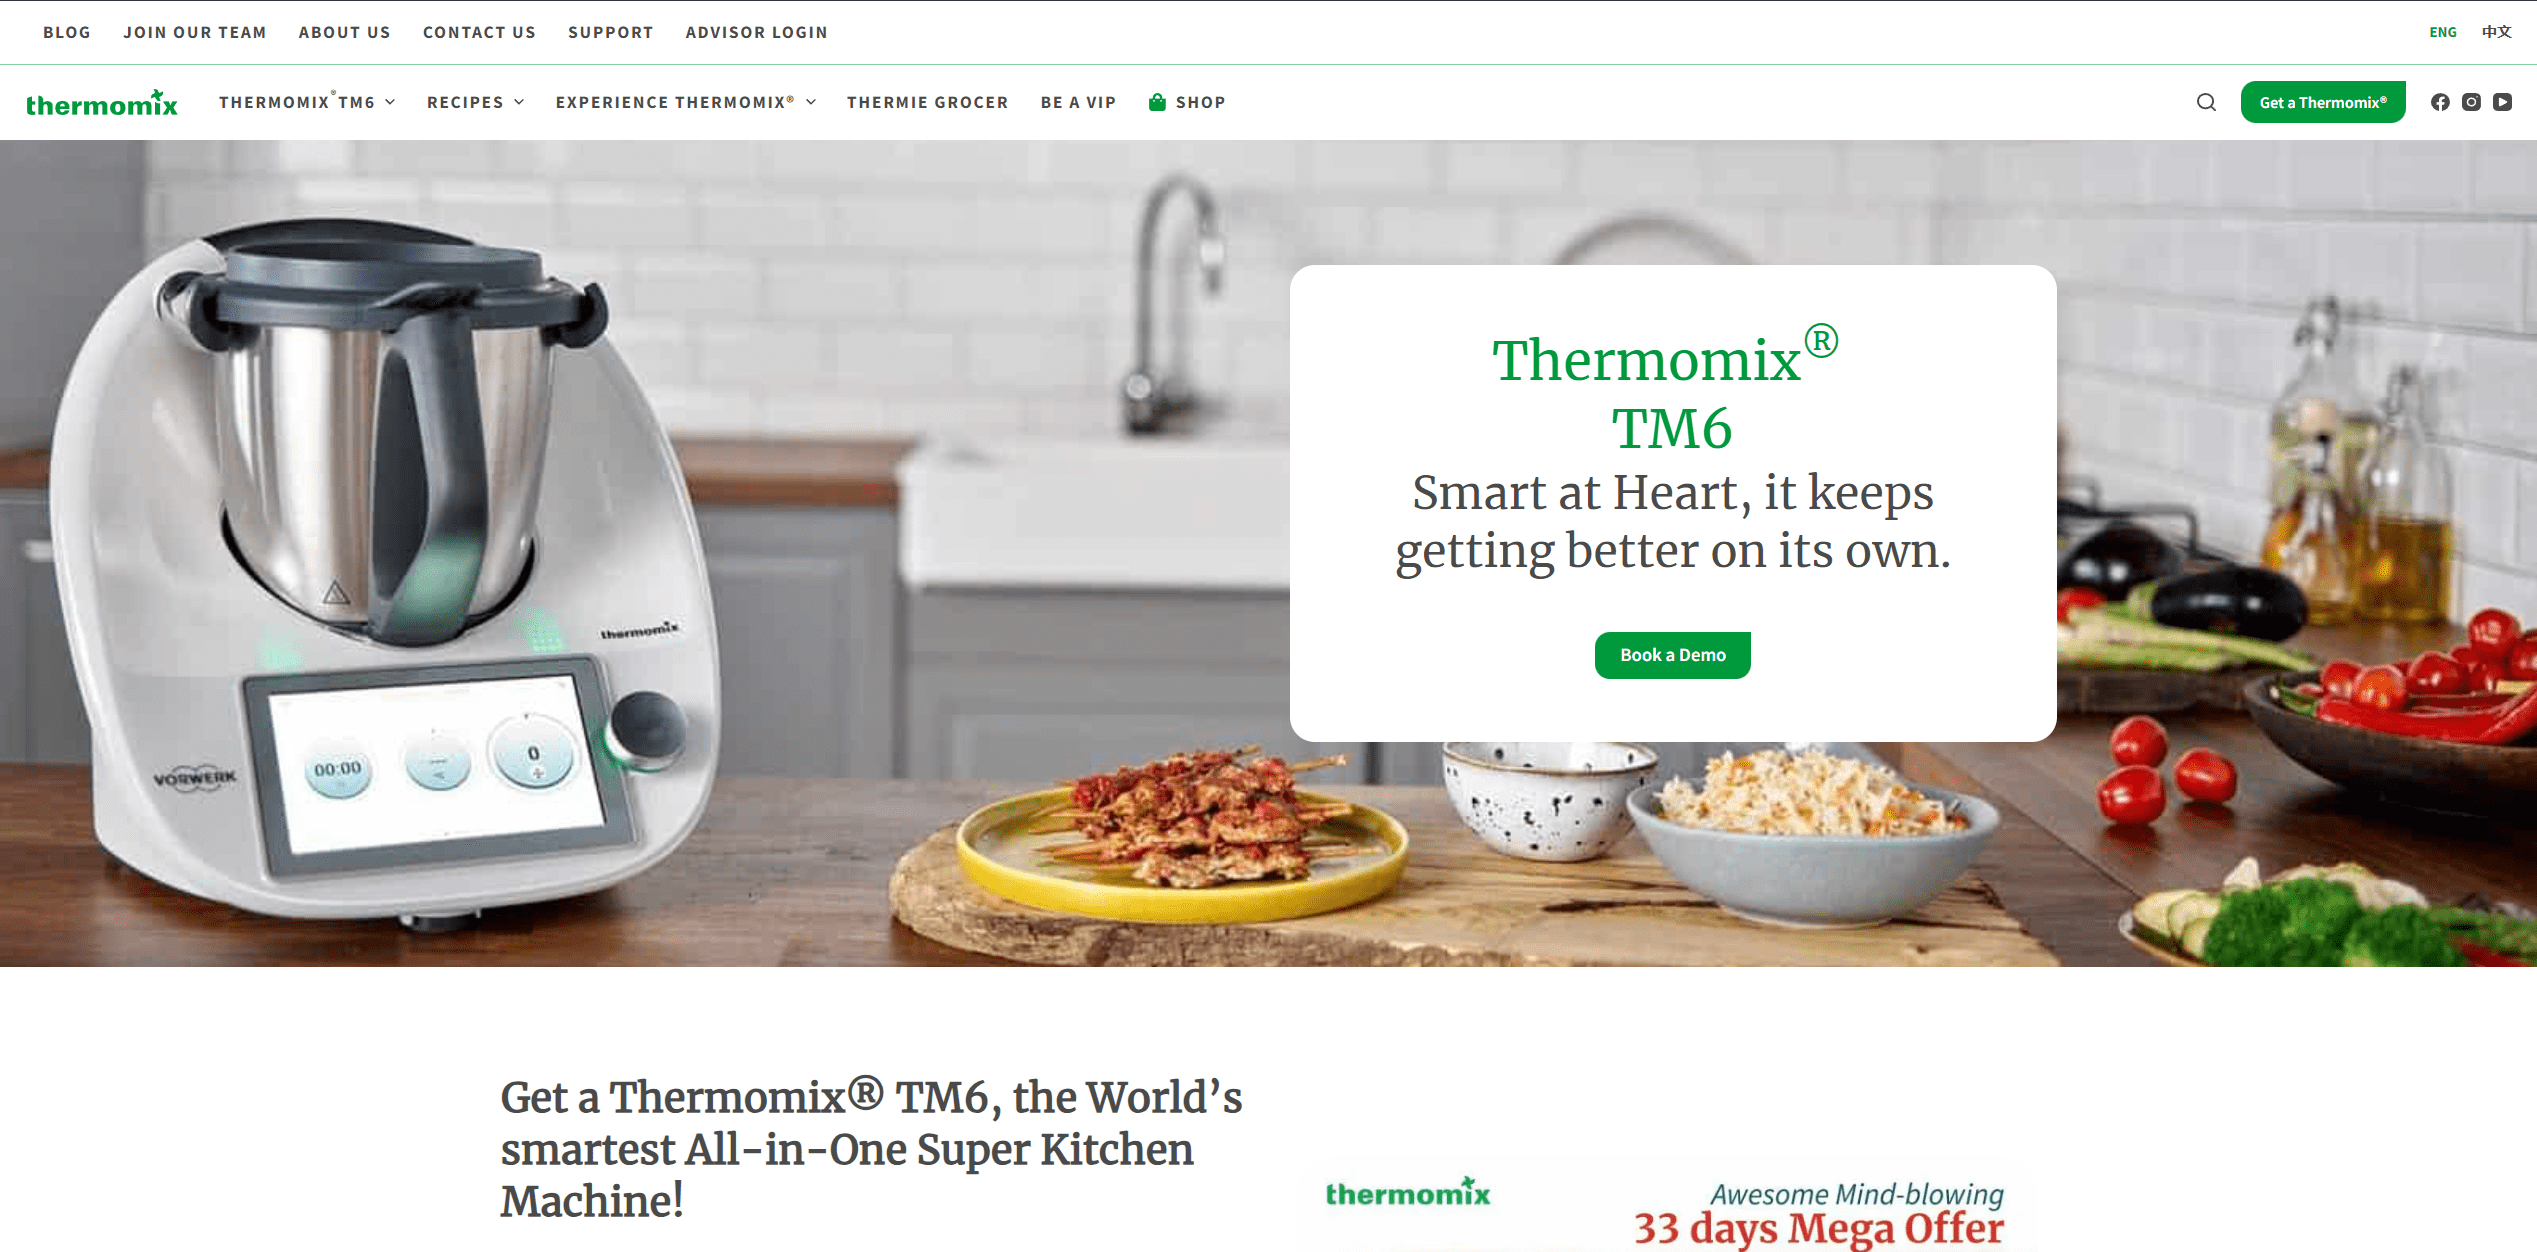 BLOG JOIN OUR TEAM ABOUT US CONTACT US SUPPORT ADVISOR LOGIN ENG 中文
thermomix THERMOMIX®TM6 RECIPES EXPERIENCE THERMOMIX® THERMIE GROCER BE A VIP SHOP Get a Thermomix®
Thermomix®
TM6
Smart at Heart, it keeps
getting better on its own.
Book a Demo
thermomix
VORWERK
00:00
0
Get a Thermomix® TM6, the World’s
smartest All-in-One Super Kitchen
Machine!
thermomix
Awesome Mind-blowing
33 days Mega Offer